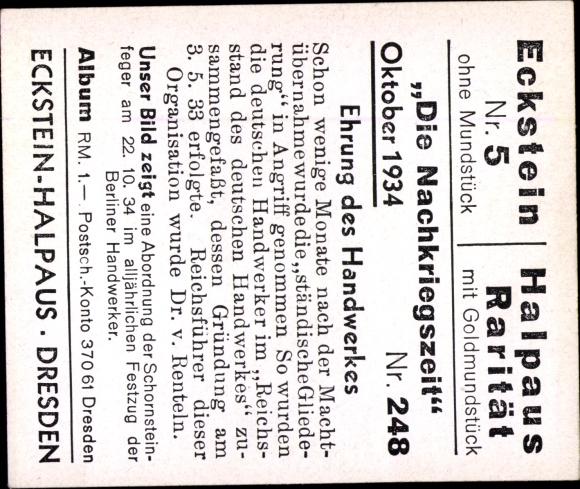 Eckstein Halpaus
Nr. 5 Rarität
ohne Mundstück mit Goldmundstück
„Die Nachkriegszeit“
Oktober 1934 Nr. 248
Ehrung des Handwerkes
Schon wenige Monate nach der Macht-
übernahme wurde die „ständische Gliede-
rung“ in Angriff genommen So wurden
die deutschen Handwerker im „Reichs-
stand des deutschen Handwerkes“ zu-
sammengefaßt, dessen Gründung am
3. 5. 33 erfolgte. Reichsführer dieser
Organisation wurde Dr. v. Renteln.
Unser Bild zeigt eine Abordnung der Schornstein-
feger am 22. 10. 34 im alljährlichen Festzug der
Berliner Handwerker.
Album RM. 1.— Postsch.-Konto 370 61 Dresden
ECKSTEIN-HALPAUS · DRESDEN